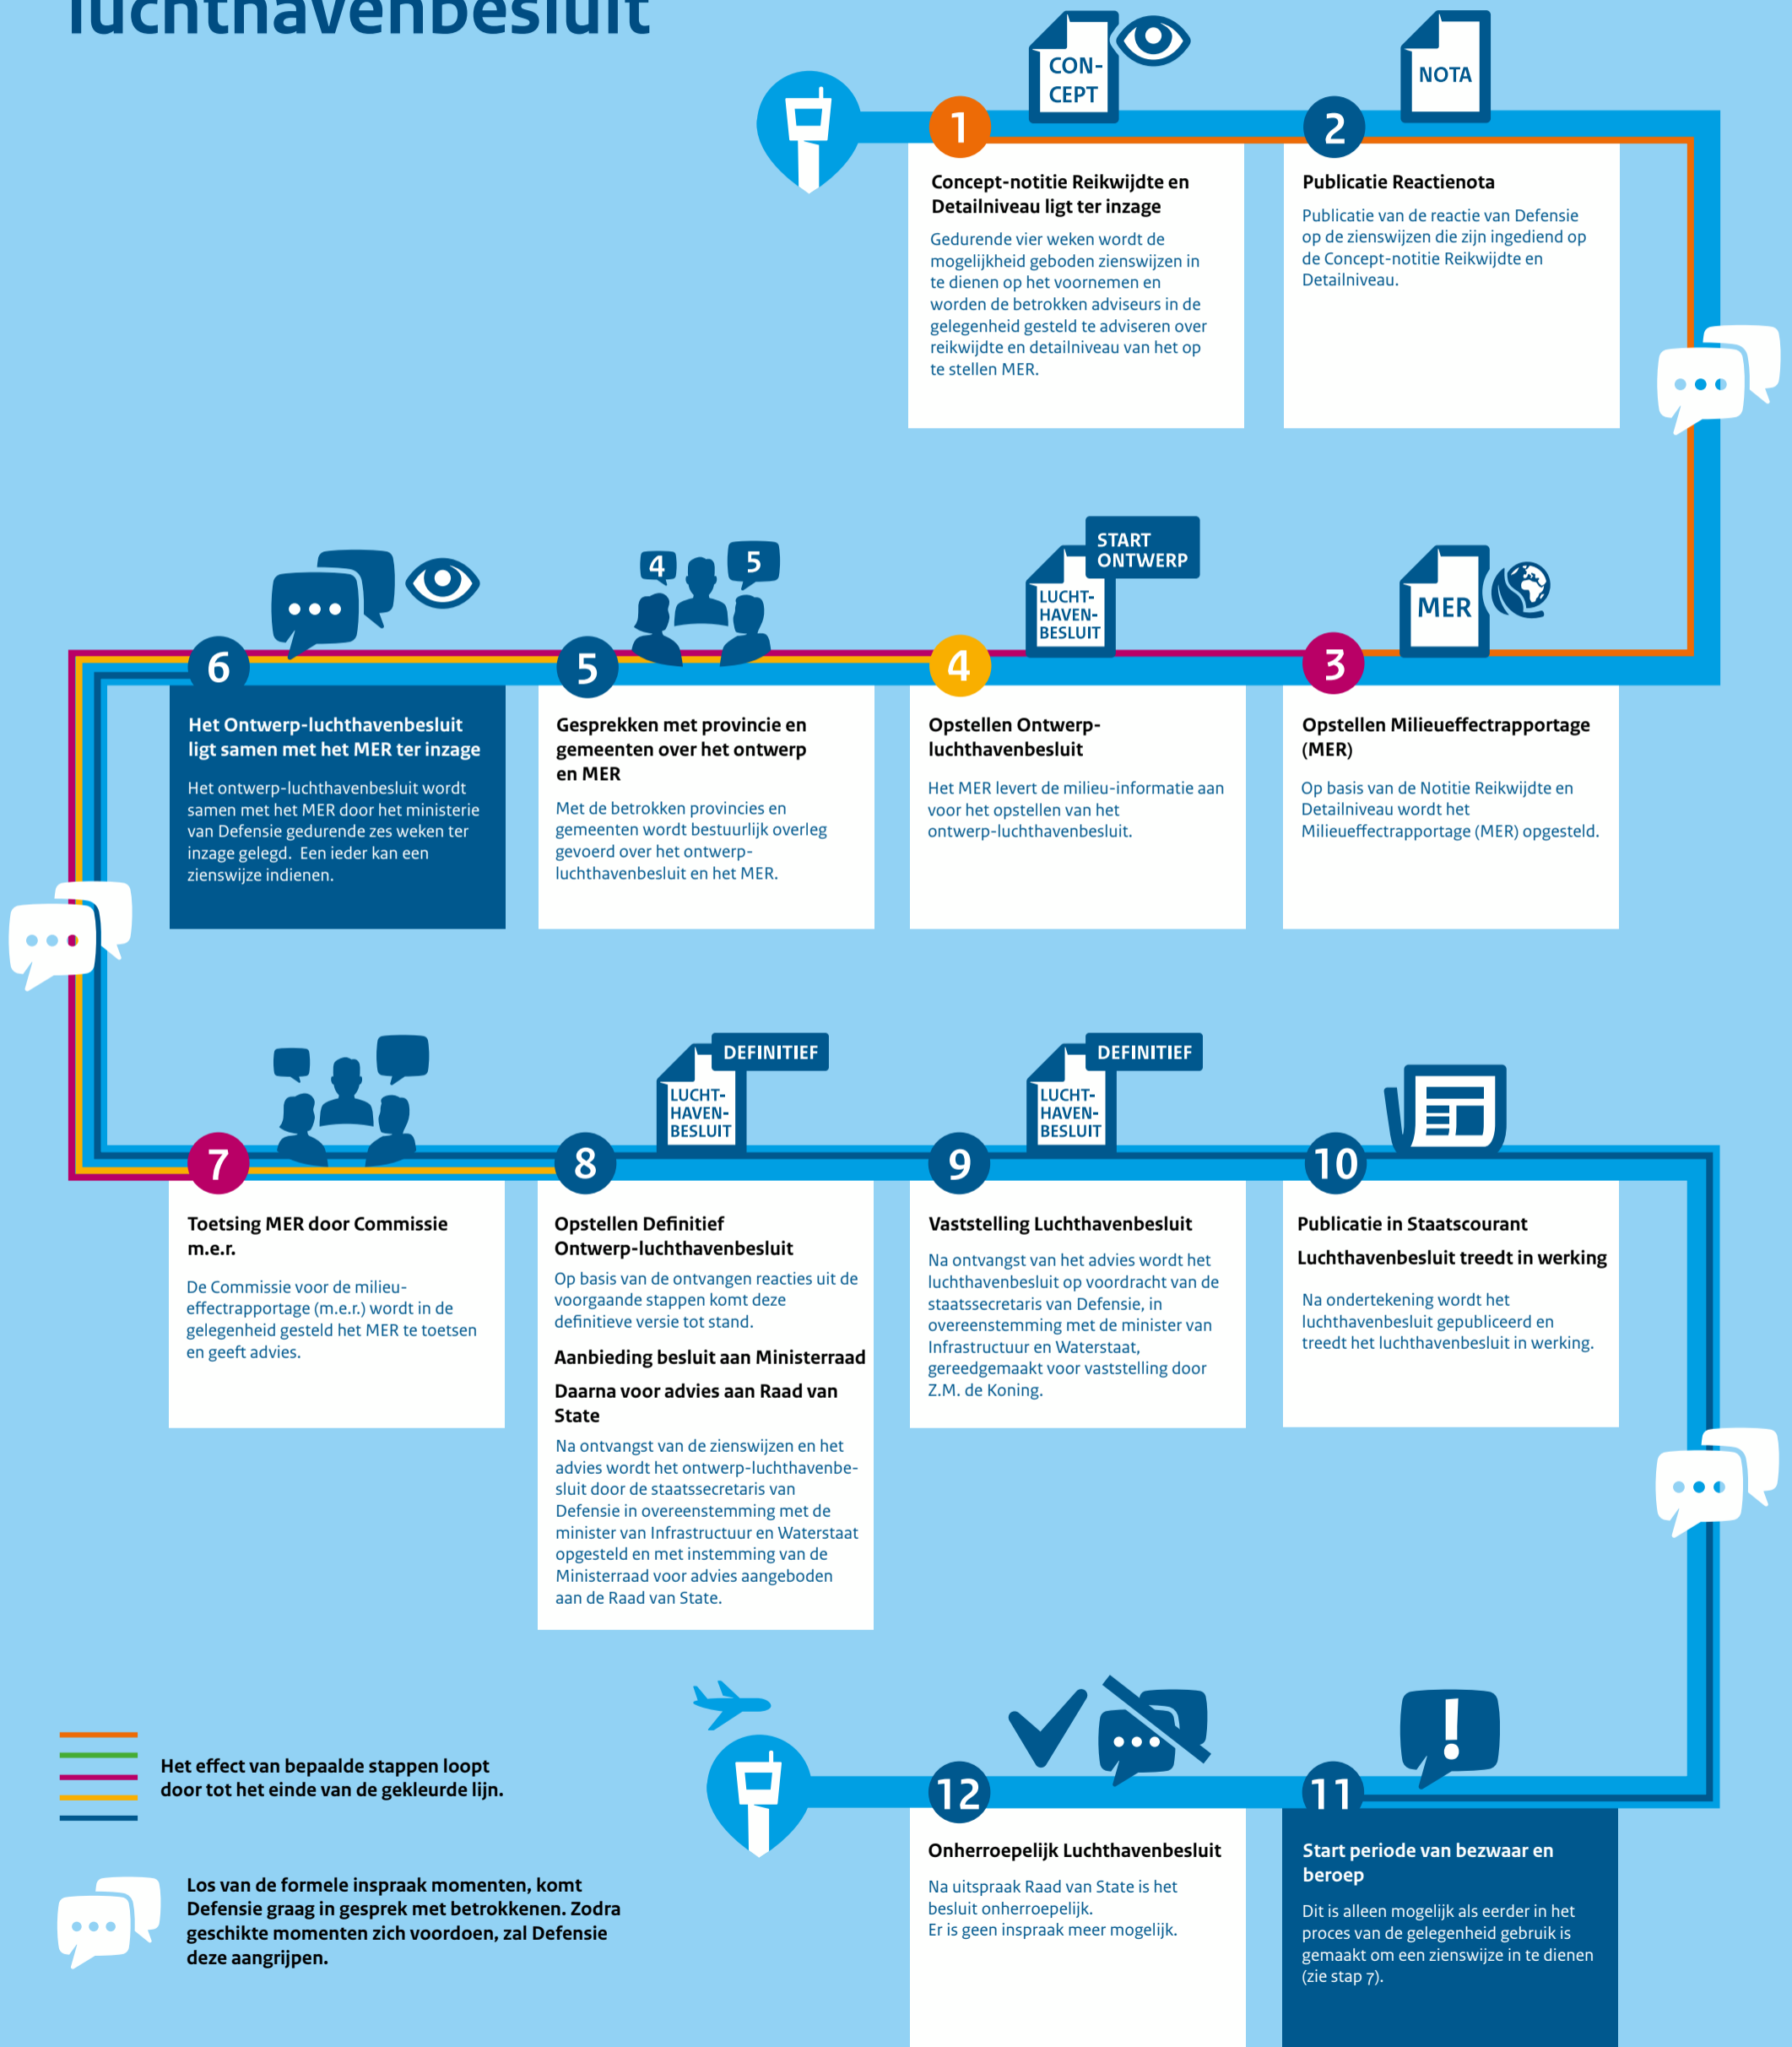 luchthavenbesluit
CON-
CEPT
NOTA
1
2
Concept-notitie Reikwijdte en
Detailniveau ligt ter inzage
Gedurende vier weken wordt de
mogelijkheid geboden zienswijzen in
te dienen op het voornemen en
worden de betrokken adviseurs in de
gelegenheid gesteld te adviseren over
reikwijdte en detailniveau van het op
te stellen MER.
Publicatie Reactienota
Publicatie van de reactie van Defensie
op de zienswijzen die zijn ingediend op
de Concept-notitie Reikwijdte en
Detailniveau.
MER
3
Opstellen Milieueffectrapportage
(MER)
Op basis van de Notitie Reikwijdte en
Detailniveau wordt het
Milieueffectrapportage (MER) opgesteld.
START
ONTWERP
LUCHT-
HAVEN-
BESLUIT
4
Opstellen Ontwerp-
luchthavenbesluit
Het MER levert de milieu-informatie aan
voor het opstellen van het
ontwerp-luchthavenbesluit.
4
5
5
Gesprekken met provincie en
gemeenten over het ontwerp
en MER
Met de betrokken provincies en
gemeenten wordt bestuurlijk overleg
gevoerd over het ontwerp-
luchthavenbesluit en het MER.
6
Het Ontwerp-luchthavenbesluit
ligt samen met het MER ter inzage
Het ontwerp-luchthavenbesluit wordt
samen met het MER door het ministerie
van Defensie gedurende zes weken ter
inzage gelegd. Een ieder kan een
zienswijze indienen.
7
Toetsing MER door Commissie
m.e.r.
De Commissie voor de milieu-
effectrapportage (m.e.r.) wordt in de
gelegenheid gesteld het MER te toetsen
en geeft advies.
DEFINITIEF
LUCHT-
HAVEN-
BESLUIT
8
Opstellen Definitief
Ontwerp-luchthavenbesluit
Op basis van de ontvangen reacties uit de
voorgaande stappen komt deze
definitieve versie tot stand.
Aanbieding besluit aan Ministerraad
Daarna voor advies aan Raad van
State
Na ontvangst van de zienswijzen en het
advies wordt het ontwerp-luchthavenbe-
sluit door de staatssecretaris van
Defensie in overeenstemming met de
minister van Infrastructuur en Waterstaat
opgesteld en met instemming van de
Ministerraad voor advies aangeboden
aan de Raad van State.
DEFINITIEF
LUCHT-
HAVEN-
BESLUIT
9
Vaststelling Luchthavenbesluit
Na ontvangst van het advies wordt het
luchthavenbesluit op voordracht van de
staatssecretaris van Defensie, in
overeenstemming met de minister van
Infrastructuur en Waterstaat,
gereedgemaakt voor vaststelling door
Z.M. de Koning.
10
Publicatie in Staatscourant
Luchthavenbesluit treedt in werking
Na ondertekening wordt het
luchthavenbesluit gepubliceerd en
treedt het luchthavenbesluit in werking.
!
11
Start periode van bezwaar en
beroep
Dit is alleen mogelijk als eerder in het
proces van de gelegenheid gebruik is
gemaakt om een zienswijze in te dienen
(zie stap 7).
12
Onherroepelijk Luchthavenbesluit
Na uitspraak Raad van State is het
besluit onherroepelijk.
Er is geen inspraak meer mogelijk.
Het effect van bepaalde stappen loopt
door tot het einde van de gekleurde lijn.
Los van de formele inspraak momenten, komt
Defensie graag in gesprek met betrokkenen. Zodra
geschikte momenten zich voordoen, zal Defensie
deze aangrijpen.